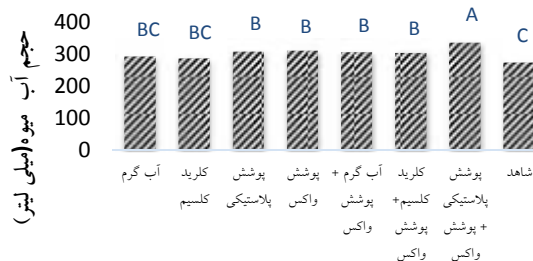 400
300
200
100
0
حجم آب میوه(میلی لیتر)
BC
BC
B
B
B
B
A
C
آب گرم
کلرید
کلسیم
پوشش
پلاستیکی
پوشش
واکس
آب گرم +
پوشش
واکس
کلرید
کلسیم+
پوشش
واکس
پوشش
پلاستیکی
+ پوشش
واکس
شاهد